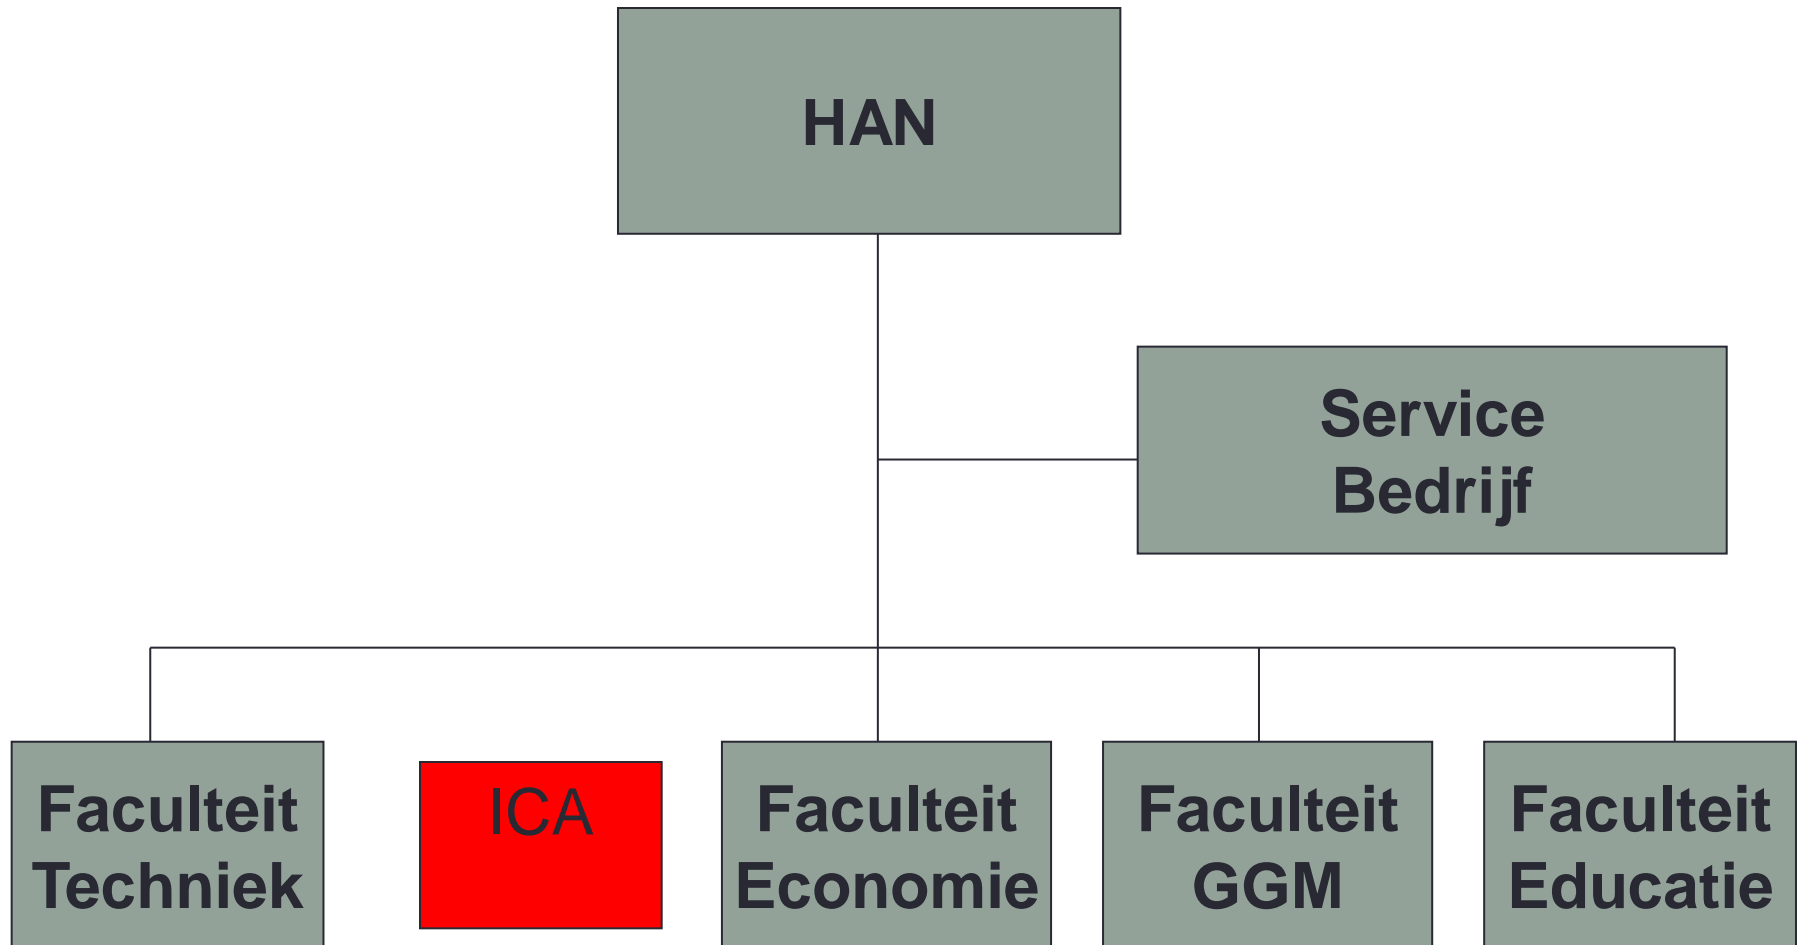 HAN
Service
Bedrijf
Faculteit
Techniek
ICA
Faculteit
Economie
Faculteit
GGM
Faculteit
Educatie